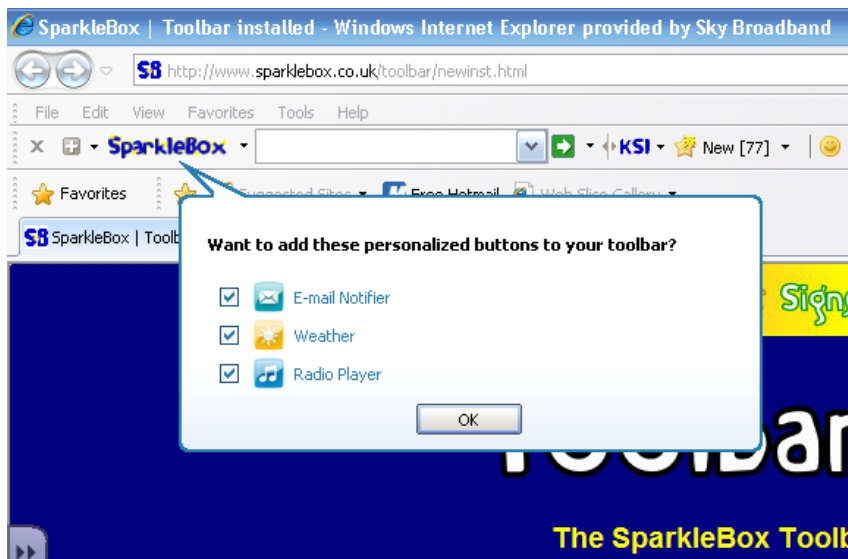 SparkleBox | Toolbar installed - Windows Internet Explorer provided by Sky Broadband
SB http://www.sparklebox.co.uk/toolbar/newinst.html
File Edit View Favorites Tools Help
x SparkleBox KS1 New [77]
Favorites Suggested Sites Free Hotmail Web Slice Gallery
SB SparkleBox | Toolb
Want to add these personalized buttons to your toolbar?
E-mail Notifier
Weather
Radio Player
OK
Signs
Toolbar
The SparkleBox Toolb